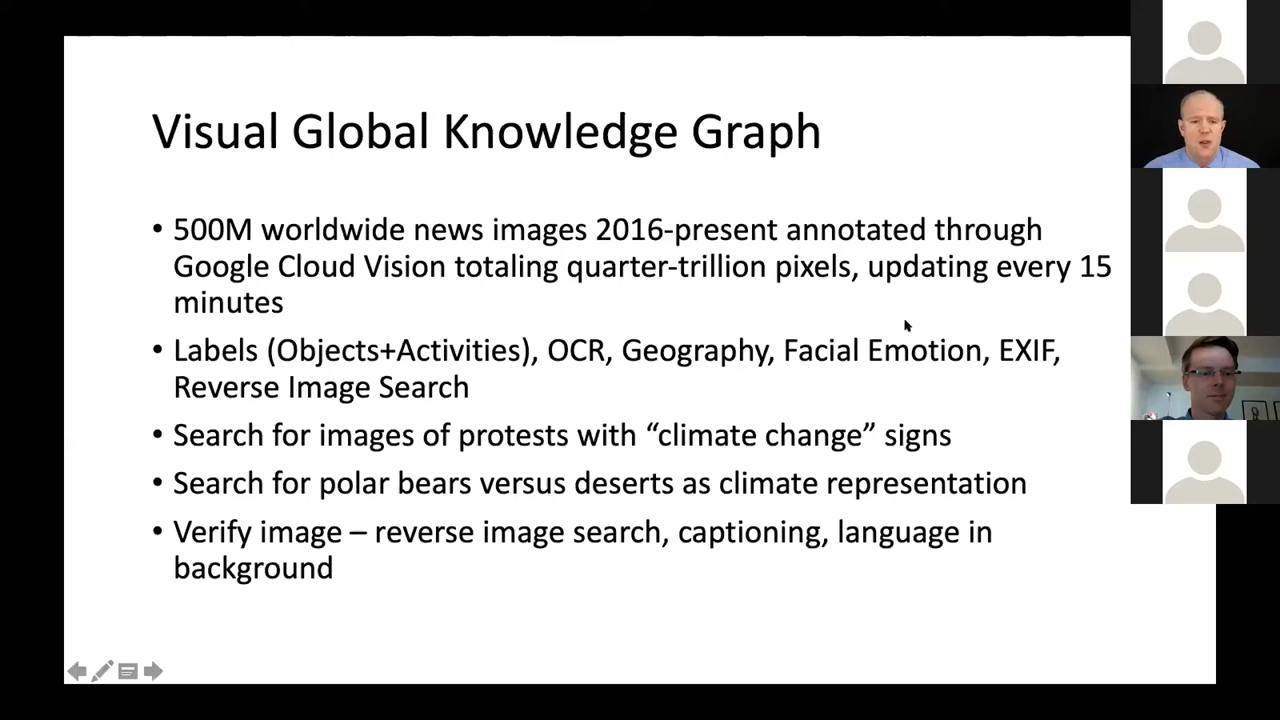 Visual Global Knowledge Graph
• 500M worldwide news images 2016-present annotated through
Google Cloud Vision totaling quarter-trillion pixels, updating every 15
minutes
• Labels (Objects+Activities), OCR, Geography, Facial Emotion, EXIF,
Reverse Image Search
• Search for images of protests with “climate change” signs
• Search for polar bears versus deserts as climate representation
• Verify image – reverse image search, captioning, language in
background